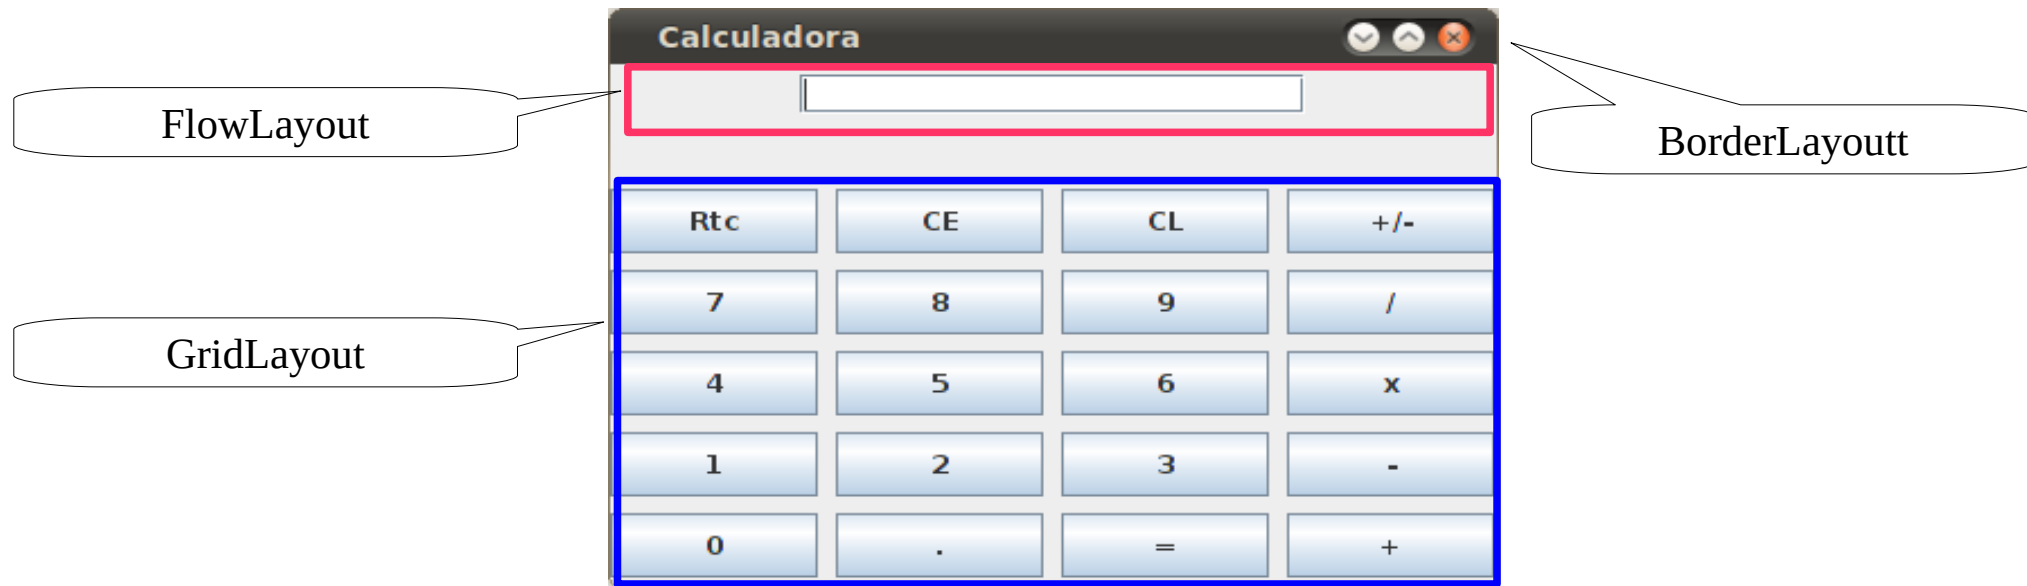 Calculadora
FlowLayout
BorderLayoutt
Rtc CE CL +/-
7 8 9 /
GridLayout
4 5 6 x
1 2 3 -
0 . = +